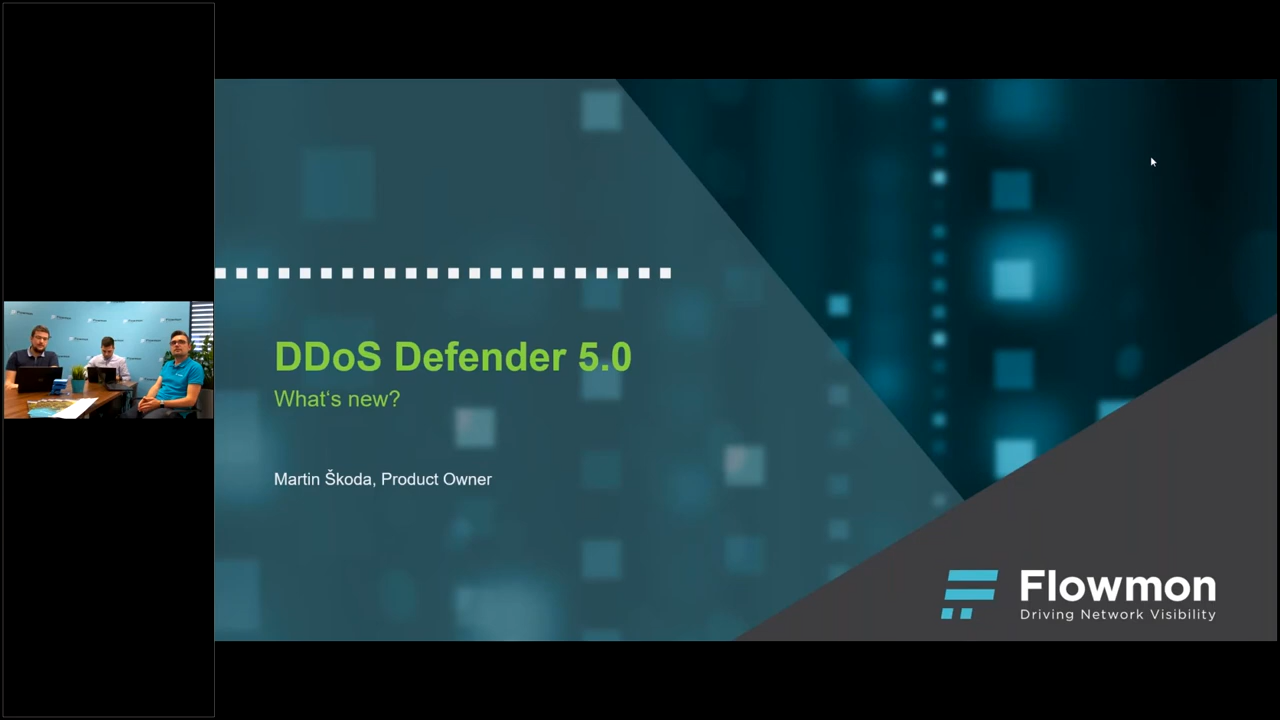 DDoS Defender 5.0
What‘s new?
Martin Škoda, Product Owner
Flowmon
Driving Network Visibility